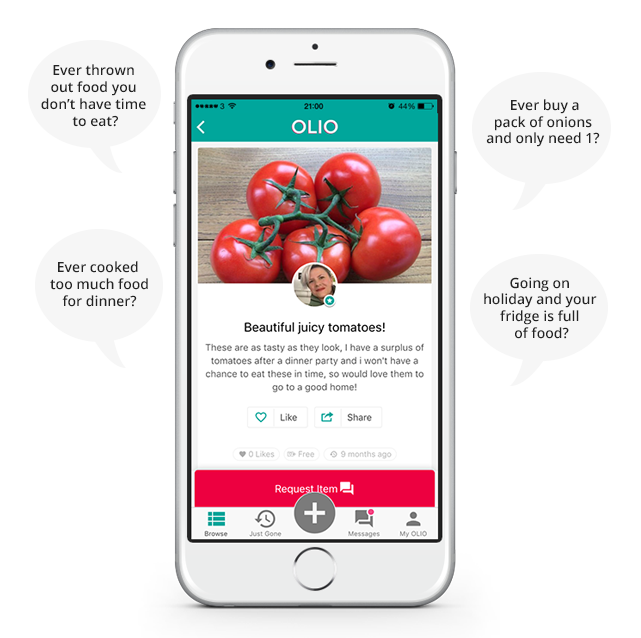 Ever thrown
out food you
don't have time
to eat?
Ever buy a
pack of onions
and only need 1?
Ever cooked
too much food
for dinner?
Going on
holiday and your
fridge is full
of food?
3 21:00 44%
OLIO
Beautiful juicy tomatoes!
These are as tasty as they look, I have a surplus of
tomatoes after a dinner party and i won't have a
chance to eat these in time, so would love them to
go to a good home!
Like Share
0 Likes Free 9 months ago
Request Item
Browse Just Gone Messages My OLIO